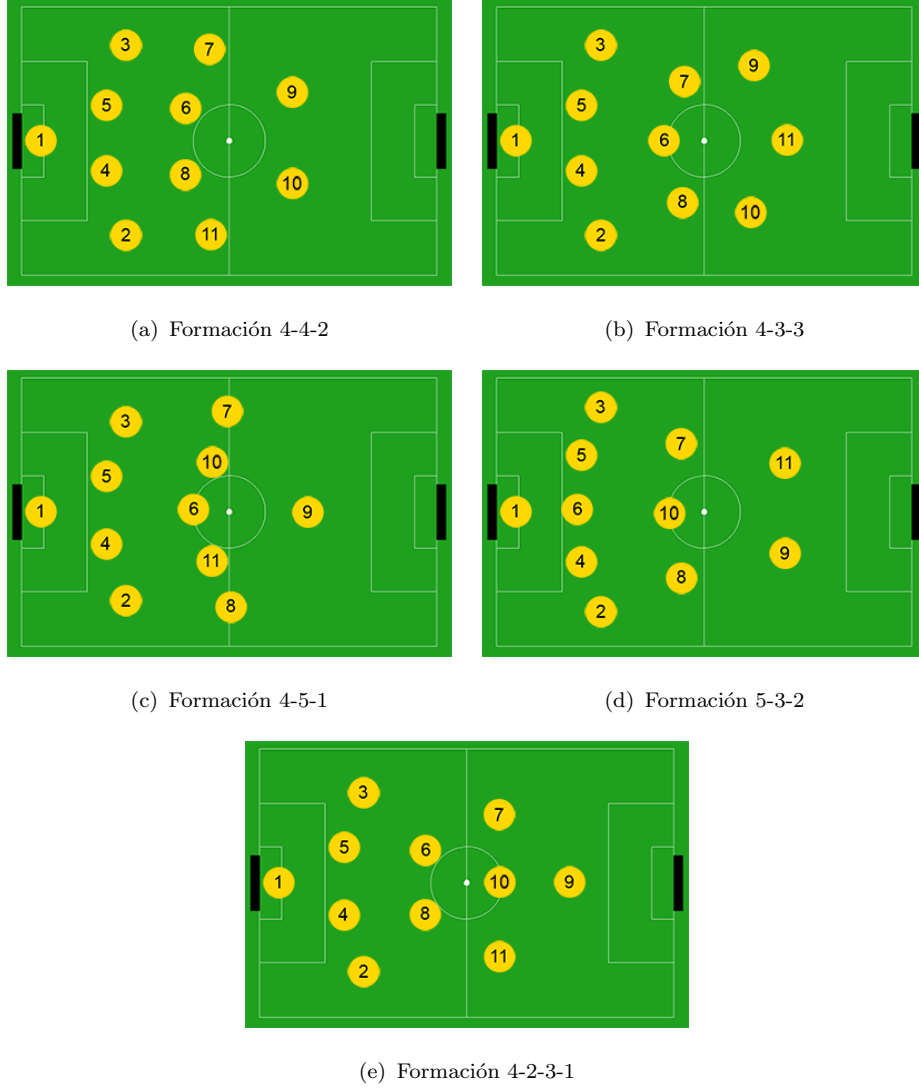 3 7 9
5 6
1
4 8 10
2 11
3 9
5 7
1 6 11
4 8 10
2
(a) Formación 4-4-2
(b) Formación 4-3-3
3 7
5 10
1 6 9
4 11
2 8
3
5 7 11
1 6 10
4 8 9
2
(c) Formación 4-5-1
(d) Formación 5-3-2
3 7
5 6
1 10 9
4 8
2 11
(e) Formación 4-2-3-1